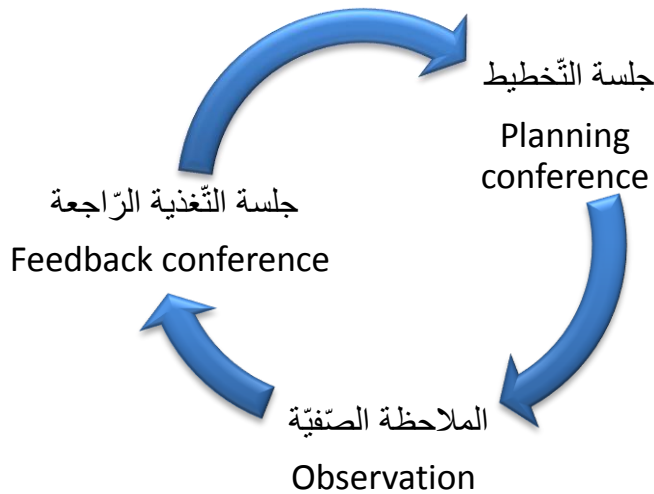 جلسة التّخطيط
Planning
conference
جلسة التّغذية الرّاجعة
Feedback conference
الملاحظة الصّفيّة
Observation